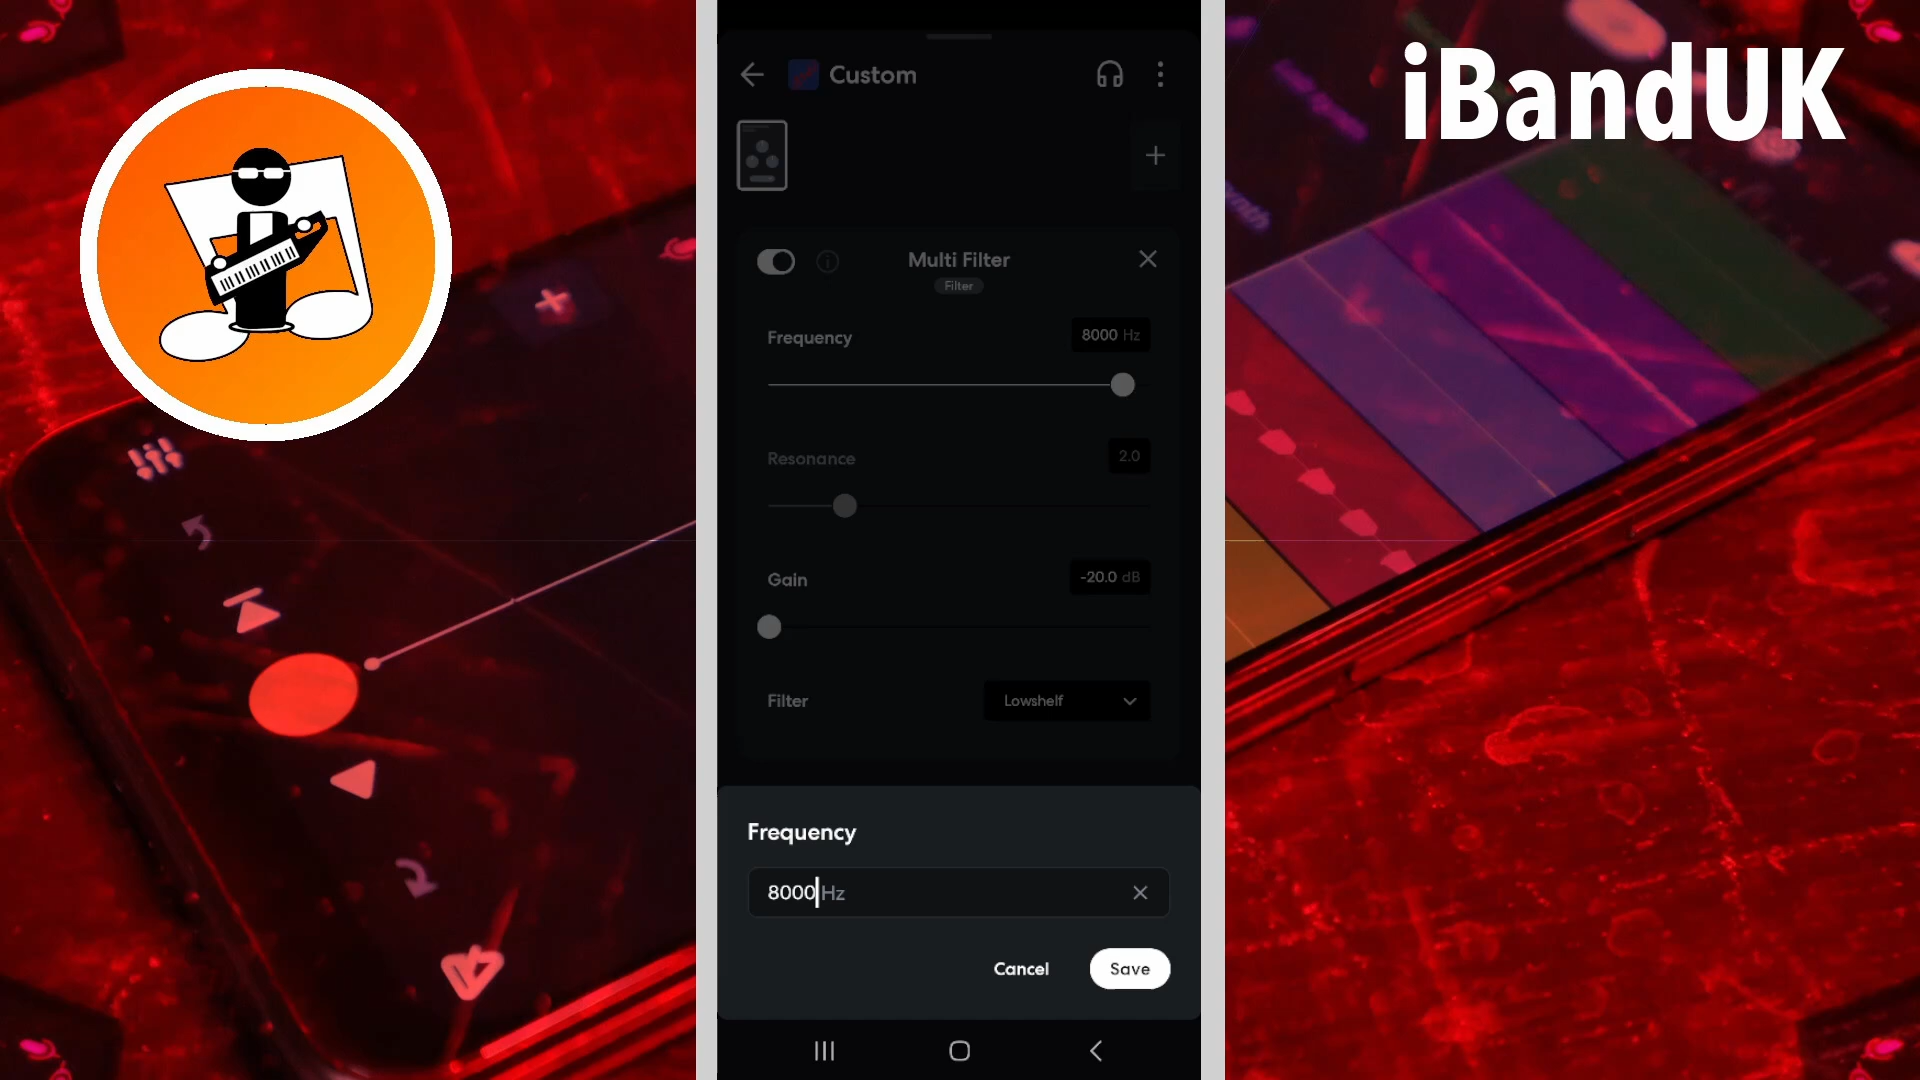 iBandUK
Custom
Multi Filter
Filter
Frequency
8000 Hz
Resonance
2.0
Gain
-20.0 dB
Filter
Lowshelf
Frequency
8000 Hz
Cancel
Save